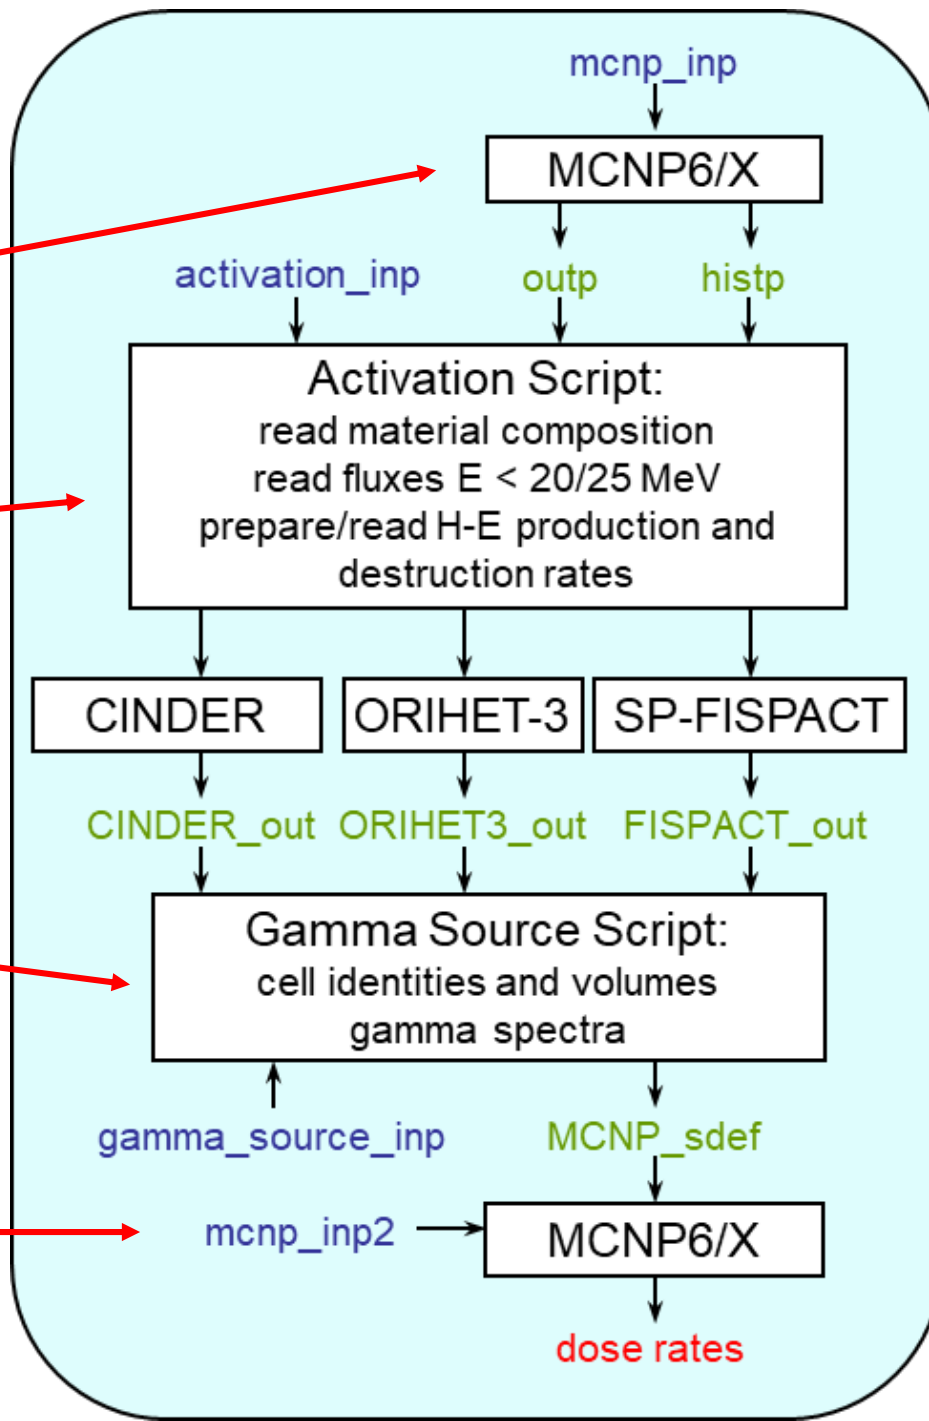 mcnp_inp
MCNP6/X
activation_inp
outp
histp
Activation Script:
read material composition
read fluxes E < 20/25 MeV
prepare/read H-E production and
destruction rates
CINDER
ORIHET-3
SP-FISPACT
CINDER_out
ORIHET3_out
FISPACT_out
Gamma Source Script:
cell identities and volumes
gamma spectra
gamma_source_inp
MCNP_sdef
mcnp_inp2
MCNP6/X
dose rates